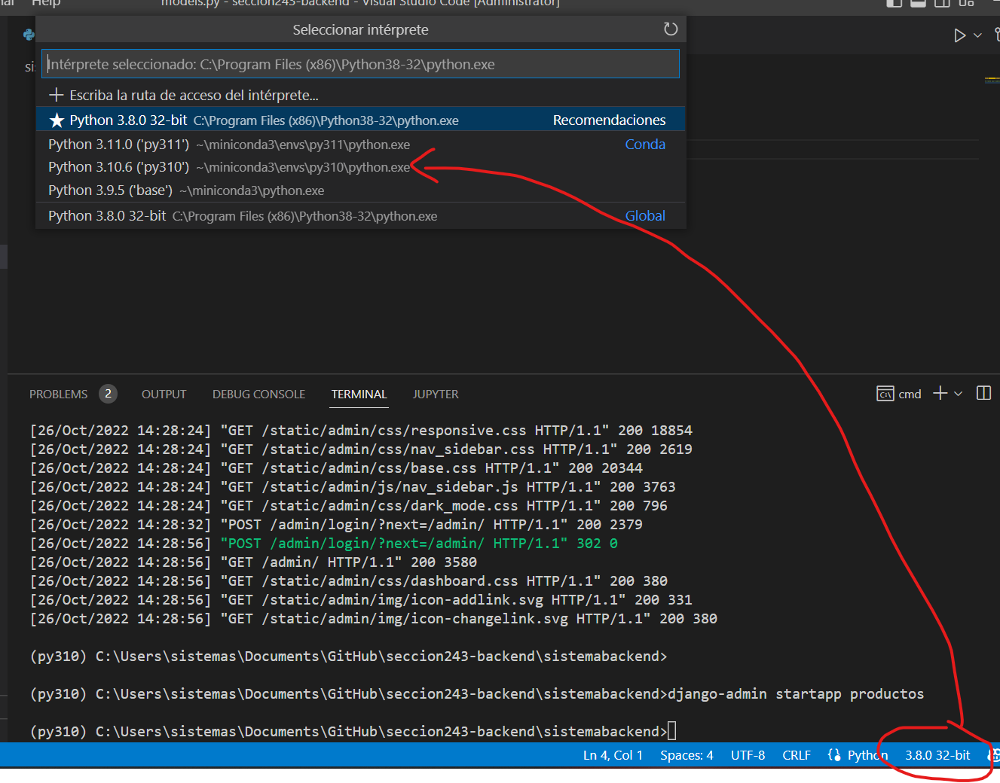 Help
models.py - seccion243-backend - Visual Studio Code [Administrator]
Seleccionar intérprete
Intérprete seleccionado: C:\Program Files (x86)\Python38-32\python.exe
Escriba la ruta de acceso del intérprete...
Python 3.8.0 32-bit C:\Program Files (x86)\Python38-32\python.exe Recomendaciones
Python 3.11.0 ('py311') ~\miniconda3\envs\py311\python.exe Conda
Python 3.10.6 ('py310') ~\miniconda3\envs\py310\python.exe
Python 3.9.5 ('base') ~\miniconda3\python.exe
Python 3.8.0 32-bit C:\Program Files (x86)\Python38-32\python.exe Global
PROBLEMS 2 OUTPUT DEBUG CONSOLE TERMINAL JUPYTER cmd
[26/Oct/2022 14:28:24] "GET /static/admin/css/responsive.css HTTP/1.1" 200 18854
[26/Oct/2022 14:28:24] "GET /static/admin/css/nav_sidebar.css HTTP/1.1" 200 2619
[26/Oct/2022 14:28:24] "GET /static/admin/css/base.css HTTP/1.1" 200 20344
[26/Oct/2022 14:28:24] "GET /static/admin/js/nav_sidebar.js HTTP/1.1" 200 3763
[26/Oct/2022 14:28:24] "GET /static/admin/css/dark_mode.css HTTP/1.1" 200 796
[26/Oct/2022 14:28:32] "POST /admin/login/?next=/admin/ HTTP/1.1" 200 2379
[26/Oct/2022 14:28:56] "POST /admin/login/?next=/admin/ HTTP/1.1" 302 0
[26/Oct/2022 14:28:56] "GET /admin/ HTTP/1.1" 200 3580
[26/Oct/2022 14:28:56] "GET /static/admin/css/dashboard.css HTTP/1.1" 200 380
[26/Oct/2022 14:28:56] "GET /static/admin/img/icon-addlink.svg HTTP/1.1" 200 331
[26/Oct/2022 14:28:56] "GET /static/admin/img/icon-changelink.svg HTTP/1.1" 200 380
(py310) C:\Users\sistemas\Documents\GitHub\seccion243-backend\sistemabackend>
(py310) C:\Users\sistemas\Documents\GitHub\seccion243-backend\sistemabackend>django-admin startapp productos
(py310) C:\Users\sistemas\Documents\GitHub\seccion243-backend\sistemabackend>
Ln 4, Col 1 Spaces: 4 UTF-8 CRLF Python 3.8.0 32-bit